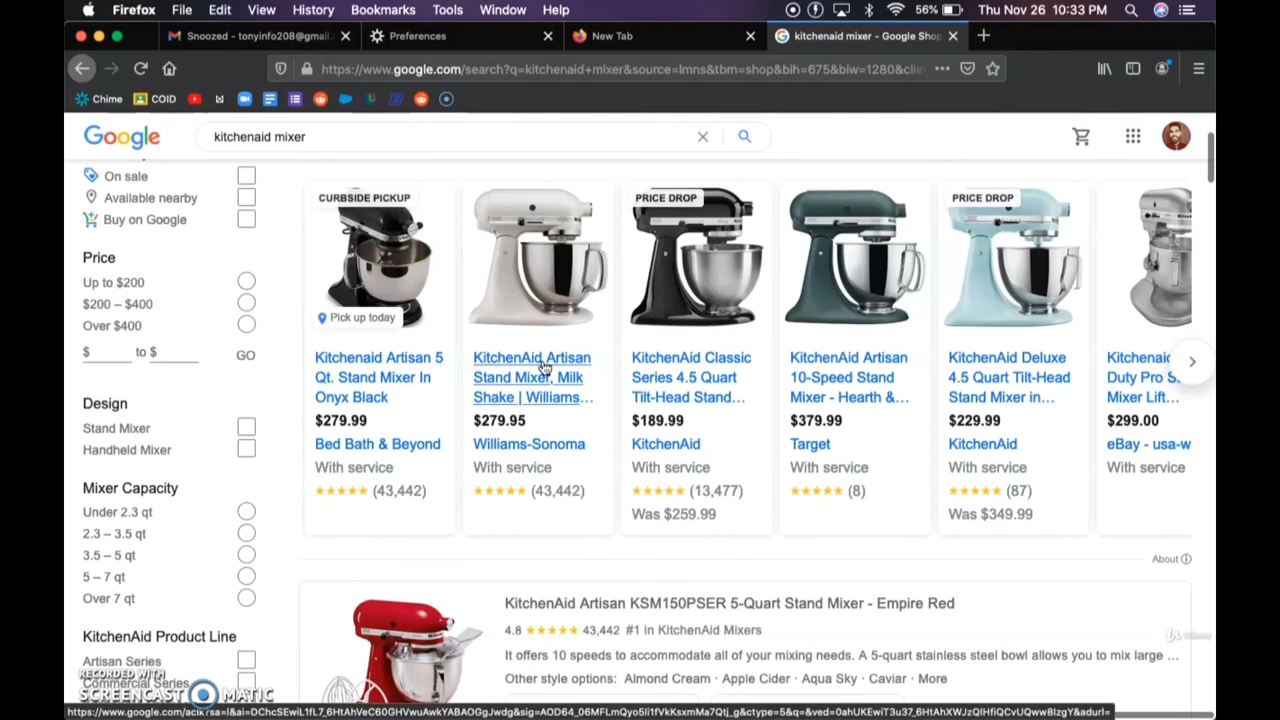 Firefox File Edit View History Bookmarks Tools Window Help 56% Thu Nov 26 10:33 PM
Snoozed - tonyinfo208@gmail. Preferences New Tab kitchenaid mixer - Google Shop
https://www.google.com/search?q=kitchenaid+mixer&source=lmns&tbm=shop&bih=675&biw=1280&clie
Chime COID
Google kitchenaid mixer
On sale
Available nearby
Buy on Google
Price
Up to $200
$200 – $400
Over $400
$ to $ GO
Design
Stand Mixer
Handheld Mixer
Mixer Capacity
Under 2.3 qt
2.3 – 3.5 qt
3.5 – 5 qt
5 – 7 qt
Over 7 qt
KitchenAid Product Line
Artisan Series
Commercial Series
CURBSIDE PICKUP
Pick up today
Kitchenaid Artisan 5
Qt. Stand Mixer In
Onyx Black
$279.99
Bed Bath & Beyond
With service
(43,442)
KitchenAid Artisan
Stand Mixer, Milk
Shake | Williams…
$279.95
Williams-Sonoma
With service
(43,442)
PRICE DROP
KitchenAid Classic
Series 4.5 Quart
Tilt-Head Stand…
$189.99
KitchenAid
With service
(13,477)
Was $259.99
KitchenAid Artisan
10-Speed Stand
Mixer - Hearth &…
$379.99
Target
With service
(8)
PRICE DROP
KitchenAid Deluxe
4.5 Quart Tilt-Head
Stand Mixer in…
$229.99
KitchenAid
With service
(87)
Was $349.99
Kitchenaid
Duty Pro
Mixer Lift…
$299.00
eBay - usa-w
With service
About
KitchenAid Artisan KSM150PSER 5-Quart Stand Mixer - Empire Red
4.8 43,442 #1 in KitchenAid Mixers
It offers 10 speeds to accommodate all of your mixing needs. A 5-quart stainless steel bowl allows you to mix large ...
Other style options: Almond Cream · Apple Cider · Aqua Sky · Caviar · More
Udemy
RECORDED WITH
SCREENCAST MATIC